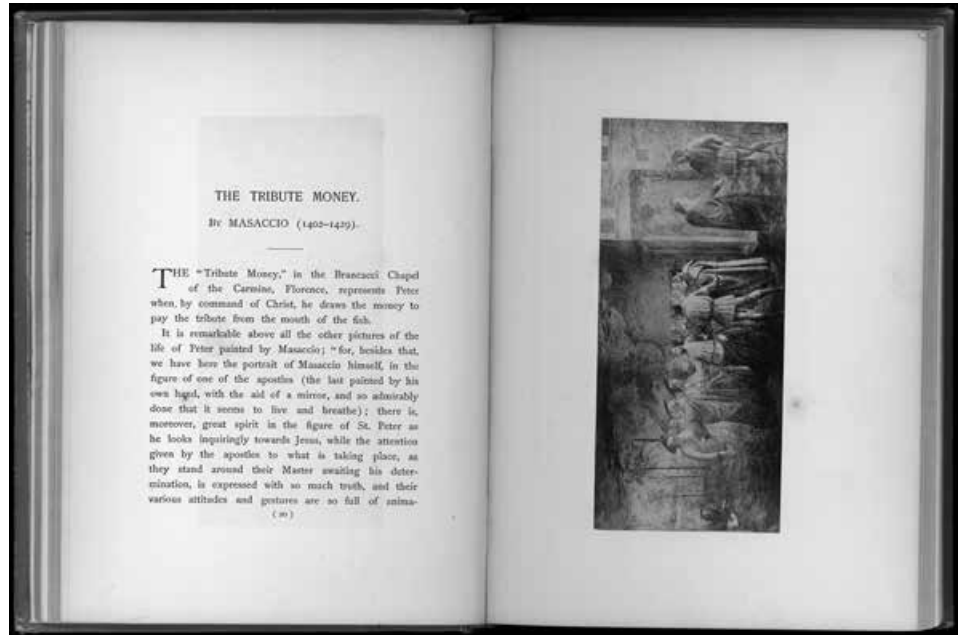 THE TRIBUTE MONEY.
BY MASACCIO (1402-1429).
THE "Tribute Money," in the Brancacci Chapel
of the Carmine, Florence, represents Peter
when, by command of Christ, he draws the money to
pay the tribute from the mouth of the fish.
It is remarkable above all the other pictures of the
life of Peter painted by Masaccio; "for, besides that,
we have here the portrait of Masaccio himself, in the
figure of one of the apostles (the last painted by his
own hand, with the aid of a mirror, and so admirably
done that it seems to live and breathe); there is,
moreover, great spirit in the figure of St. Peter as
he looks inquiringly towards Jesus, while the attention
given by the apostles to what is taking place, as
they stand around their Master awaiting his deter-
mination, is expressed with so much truth, and their
various attitudes and gestures are so full of anima-
(20)